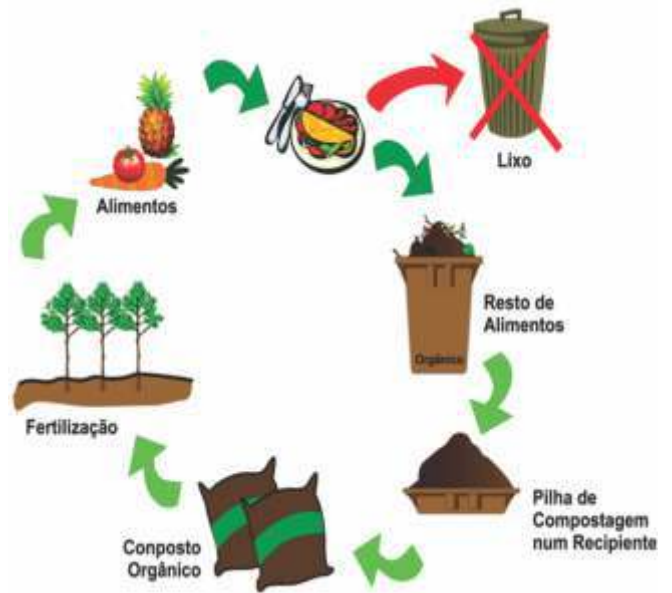 Alimentos
Lixo
Resto de
Alimentos
Orgânico
Pilha de
Compostagem
num Recipiente
Conposto
Orgânico
Fertilização